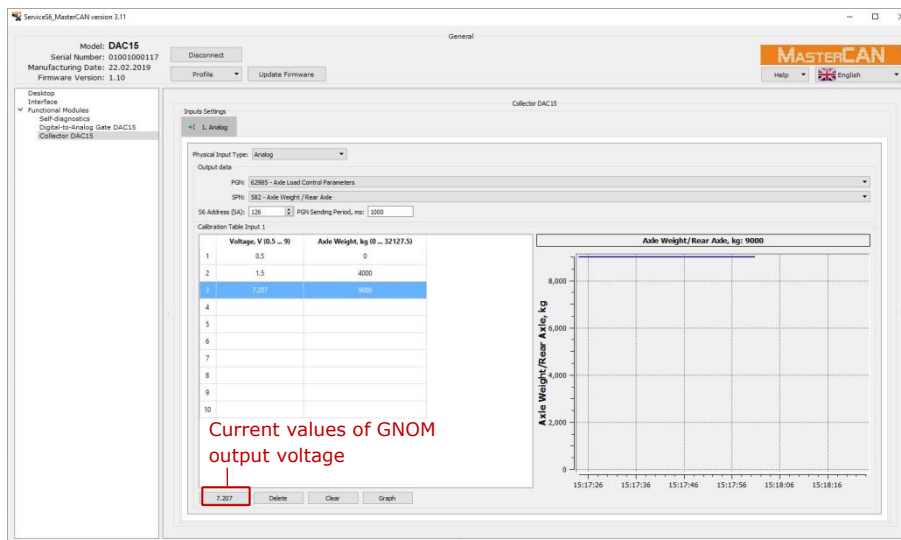 ServiceS6_MasterCAN version 3.11
General
Model: DAC15
Serial Number: 01001000117
Manufacturing Date: 22.02.2019
Firmware Version: 1.10
Disconnect
Profile
Update Firmware
MASTERCAN
Help
English
Desktop
Interface
Functional Modules
Self-diagnostics
Digital-to-Analog Gate DAC15
Collector DAC15
Collector DAC15
Inputs Settings
1. Analog
Physical Input Type: Analog
Output data
PGN: 62985 - Axle Load Control Parameters
SPN: 582 - Axle Weight / Rear Axle
S6 Address (SA): 126 PGN Sending Period, ms: 1000
Calibration Table Input 1
Voltage, V (0.5 ... 9) Axle Weight, kg (0 ... 32127.5)
1 0.5 0
2 1.5 4000
3 7.207 9000
4
5
6
7
8
9
10
Current values of GNOM
output voltage
7.207 Delete Clear Graph
Axle Weight/Rear Axle, kg: 9000
Axle Weight/Rear Axle, kg
8,000
6,000
4,000
2,000
0
15:17:26 15:17:36 15:17:46 15:17:56 15:18:06 15:18:16